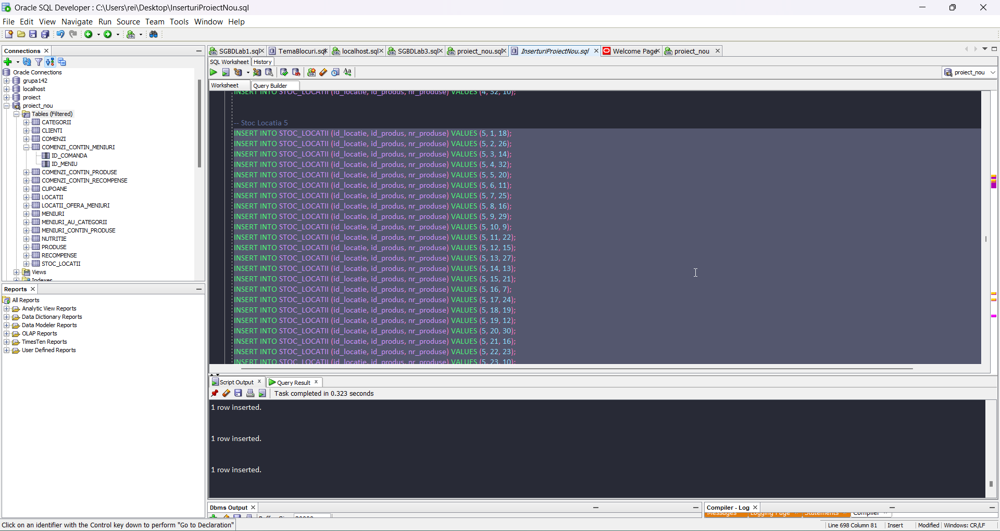 Oracle SQL Developer : C:\Users\rei\Desktop\InserturiProiectNou.sql
File Edit View Navigate Run Source Team Tools Window Help
Connections
Oracle Connections
grupa142
localhost
proiect
proiect_nou
Tables (Filtered)
CATEGORII
CLIENTI
COMENZI
COMENZI_CONTIN_MENIURI
ID_COMANDA
ID_MENIU
COMENZI_CONTIN_PRODUSE
COMENZI_CONTIN_RECOMPENSE
CUPOANE
LOCATII
LOCATII_OFERA_MENIURI
MENIURI
MENIURI_AU_CATEGORII
MENIURI_CONTIN_PRODUSE
NUTRITIE
PRODUSE
RECOMPENSE
STOC_LOCATII
Views
Indexes
Reports
All Reports
Analytic View Reports
Data Dictionary Reports
Data Modeler Reports
OLAP Reports
TimesTen Reports
User Defined Reports
SGBDLab1.sql TemaBlocuri.sql localhost.sql SGBDLab3.sql proiect_nou.sql InserturiProiectNou.sql Welcome Page proiect_nou
SQL Worksheet History
proiect_nou
Worksheet Query Builder
INSERT INTO STOC_LOCATII (id_locatie, id_produs, nr_produse) VALUES (4, 32, 10);
-- Stoc Locatia 5
INSERT INTO STOC_LOCATII (id_locatie, id_produs, nr_produse) VALUES (5, 1, 18);
INSERT INTO STOC_LOCATII (id_locatie, id_produs, nr_produse) VALUES (5, 2, 26);
INSERT INTO STOC_LOCATII (id_locatie, id_produs, nr_produse) VALUES (5, 3, 14);
INSERT INTO STOC_LOCATII (id_locatie, id_produs, nr_produse) VALUES (5, 4, 32);
INSERT INTO STOC_LOCATII (id_locatie, id_produs, nr_produse) VALUES (5, 5, 20);
INSERT INTO STOC_LOCATII (id_locatie, id_produs, nr_produse) VALUES (5, 6, 11);
INSERT INTO STOC_LOCATII (id_locatie, id_produs, nr_produse) VALUES (5, 7, 25);
INSERT INTO STOC_LOCATII (id_locatie, id_produs, nr_produse) VALUES (5, 8, 16);
INSERT INTO STOC_LOCATII (id_locatie, id_produs, nr_produse) VALUES (5, 9, 29);
INSERT INTO STOC_LOCATII (id_locatie, id_produs, nr_produse) VALUES (5, 10, 9);
INSERT INTO STOC_LOCATII (id_locatie, id_produs, nr_produse) VALUES (5, 11, 22);
INSERT INTO STOC_LOCATII (id_locatie, id_produs, nr_produse) VALUES (5, 12, 15);
INSERT INTO STOC_LOCATII (id_locatie, id_produs, nr_produse) VALUES (5, 13, 27);
INSERT INTO STOC_LOCATII (id_locatie, id_produs, nr_produse) VALUES (5, 14, 13);
INSERT INTO STOC_LOCATII (id_locatie, id_produs, nr_produse) VALUES (5, 15, 21);
INSERT INTO STOC_LOCATII (id_locatie, id_produs, nr_produse) VALUES (5, 16, 7);
INSERT INTO STOC_LOCATII (id_locatie, id_produs, nr_produse) VALUES (5, 17, 24);
INSERT INTO STOC_LOCATII (id_locatie, id_produs, nr_produse) VALUES (5, 18, 19);
INSERT INTO STOC_LOCATII (id_locatie, id_produs, nr_produse) VALUES (5, 19, 12);
INSERT INTO STOC_LOCATII (id_locatie, id_produs, nr_produse) VALUES (5, 20, 30);
INSERT INTO STOC_LOCATII (id_locatie, id_produs, nr_produse) VALUES (5, 21, 16);
INSERT INTO STOC_LOCATII (id_locatie, id_produs, nr_produse) VALUES (5, 22, 23);
INSERT INTO STOC_LOCATII (id_locatie, id_produs, nr_produse) VALUES (5, 23, 10);
Script Output Query Result
Task completed in 0.323 seconds
1 row inserted.
1 row inserted.
1 row inserted.
Dbms Output
Buffer Size 20000
Compiler - Log
Messages Logging Page Statements Compiler
Click on an identifier with the Control key down to perform "Go to Declaration"
Line 698 Column 81 Insert Modified Windows: CR/LF